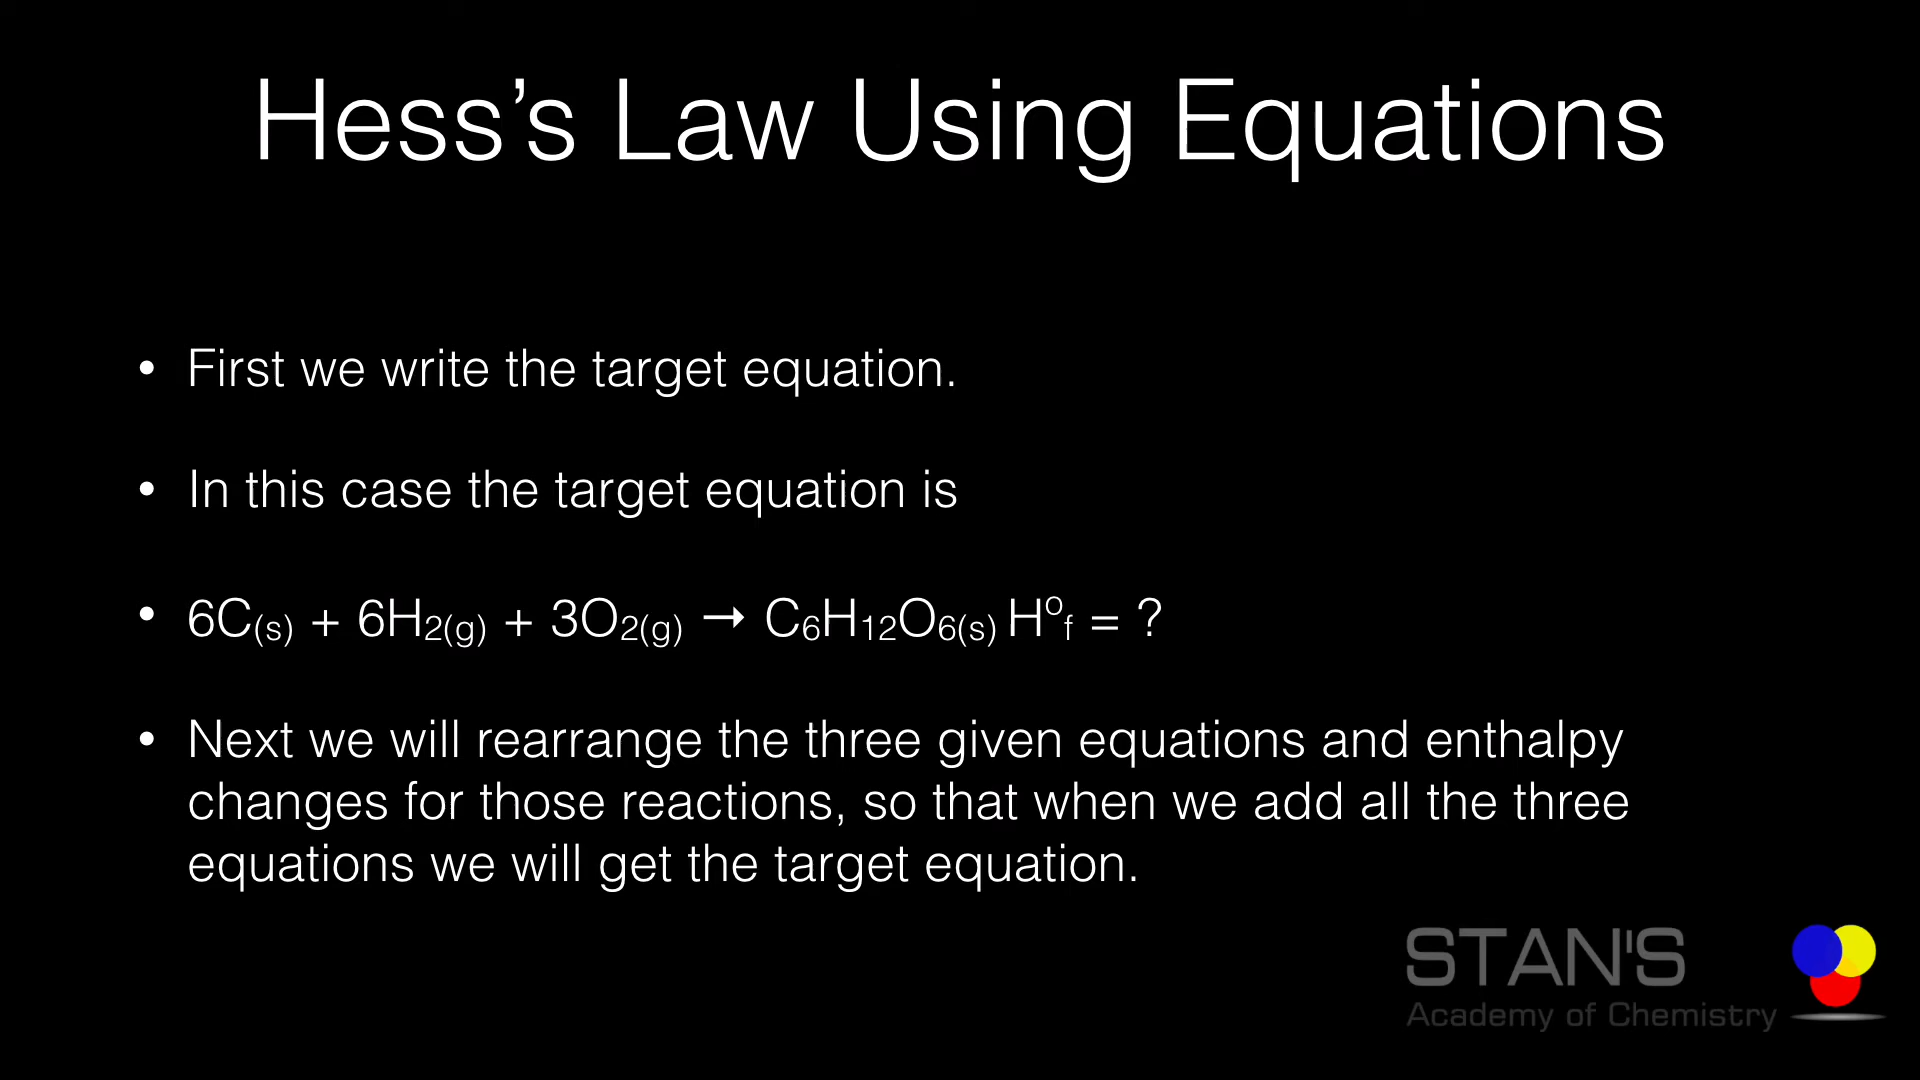 Hess’s Law Using Equations
• First we write the target equation.
• In this case the target equation is
• 6C(s) + 6H2(g) + 3O2(g) → C6H12O6(s) Hof = ?
• Next we will rearrange the three given equations and enthalpy
changes for those reactions, so that when we add all the three
equations we will get the target equation.
STAN'S
Academy of Chemistry